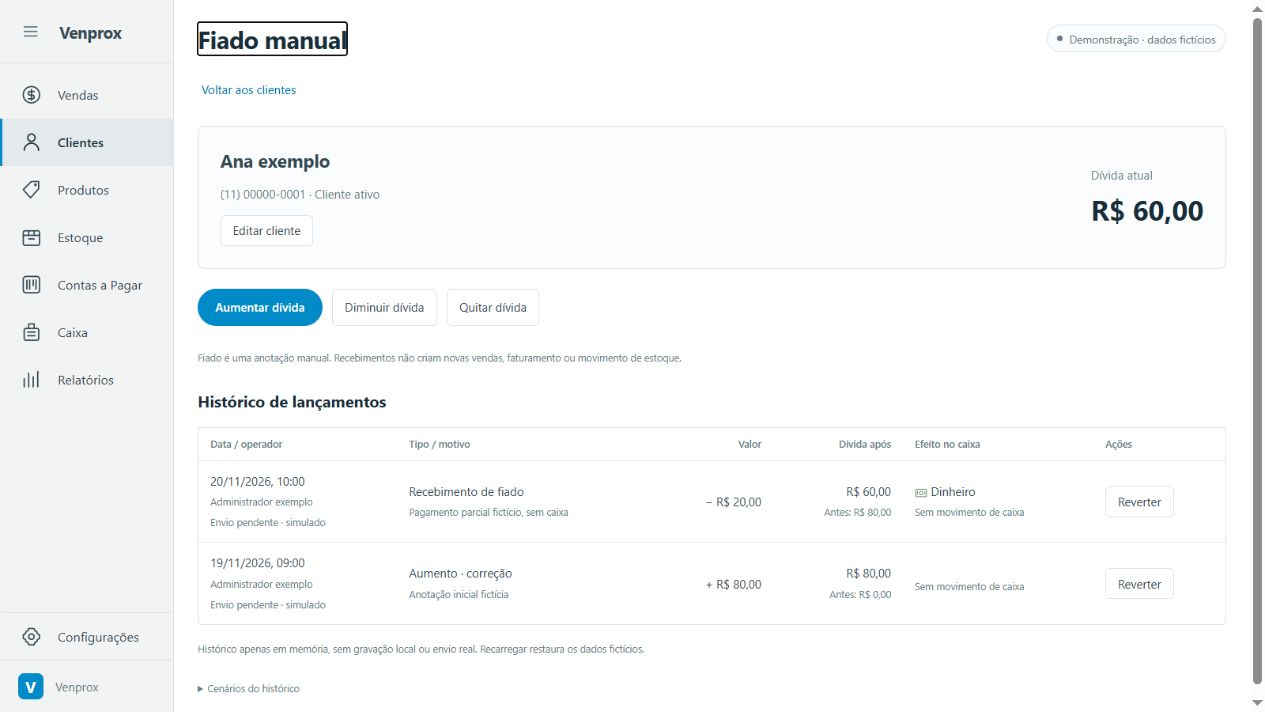 Venprox
Vendas
Clientes
Produtos
Estoque
Contas a Pagar
Caixa
Relatórios
Configurações
V Venprox
Fiado manual
Demonstração · dados fictícios
Voltar aos clientes
Ana exemplo
(11) 00000-0001 · Cliente ativo
Editar cliente
Dívida atual
R$ 60,00
Aumentar dívida Diminuir dívida Quitar dívida
Fiado é uma anotação manual. Recebimentos não criam novas vendas, faturamento ou movimento de estoque.
Histórico de lançamentos
Data / operador Tipo / motivo Valor Dívida após Efeito no caixa Ações
20/11/2026, 10:00
Administrador exemplo
Envio pendente · simulado
Recebimento de fiado
Pagamento parcial fictício, sem caixa
− R$ 20,00
R$ 60,00
Antes: R$ 80,00
Dinheiro
Sem movimento de caixa
Reverter
19/11/2026, 09:00
Administrador exemplo
Envio pendente · simulado
Aumento · correção
Anotação inicial fictícia
+ R$ 80,00
R$ 80,00
Antes: R$ 0,00
Sem movimento de caixa
Reverter
Histórico apenas em memória, sem gravação local ou envio real. Recarregar restaura os dados fictícios.
Cenários do histórico